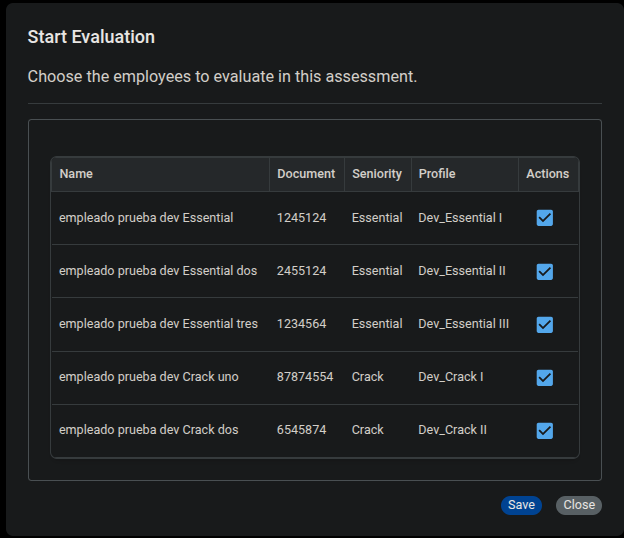 Start Evaluation
Choose the employees to evaluate in this assessment.
Name Document Seniority Profile Actions
empleado prueba dev Essential 1245124 Essential Dev_Essential I
empleado prueba dev Essential dos 2455124 Essential Dev_Essential II
empleado prueba dev Essential tres 1234564 Essential Dev_Essential III
empleado prueba dev Crack uno 87874554 Crack Dev_Crack I
empleado prueba dev Crack dos 6545874 Crack Dev_Crack II
Save Close